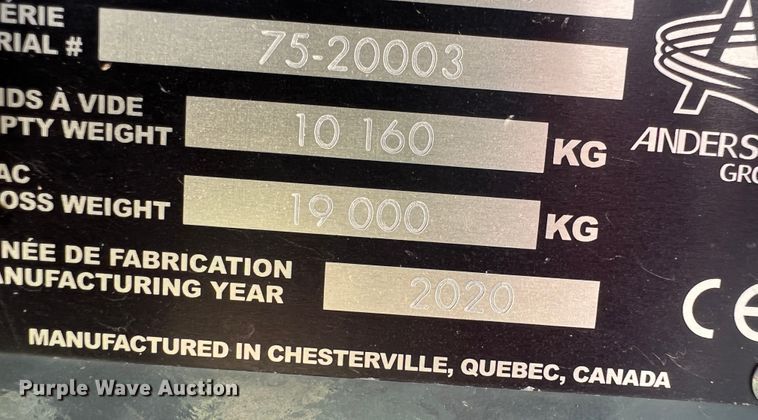 ÉRIE
RIAL # 75-20003
IDS À VIDE
PTY WEIGHT 10 160 KG
AC
OSS WEIGHT 19 000 KG
NÉE DE FABRICATION
ANUFACTURING YEAR 2020
MANUFACTURED IN CHESTERVILLE, QUEBEC, CANADA
ANDERS
GRO
CE
Purple Wave Auction